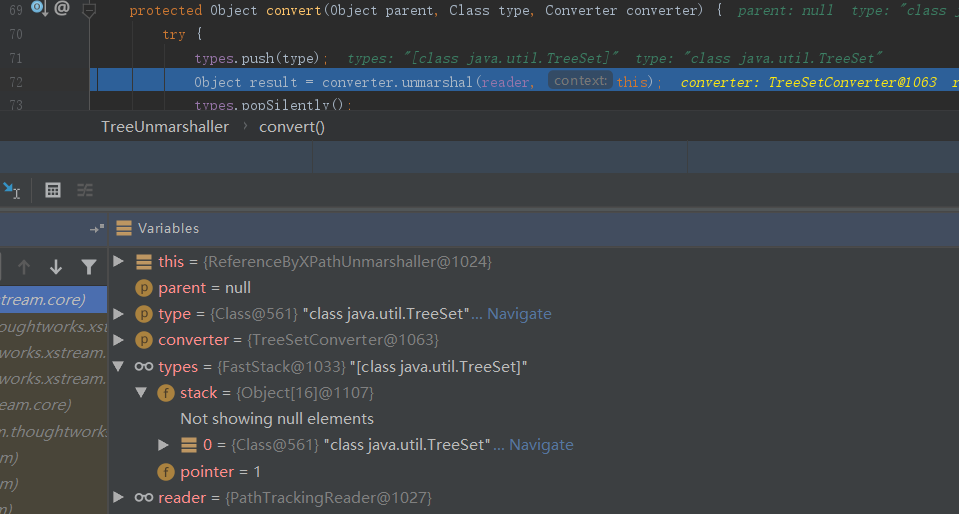 69 protected Object convert(Object parent, Class type, Converter converter) { parent: null type: "class j
70 try {
71 types.push(type); types: "[class java.util.TreeSet]" type: "class java.util.TreeSet"
72 Object result = converter.unmarshal(reader, context: this); converter: TreeSetConverter@1063 r
73 types.popSilently();
TreeUnmarshaller › convert()
Variables
this = {ReferenceByXPathUnmarshaller@1024}
parent = null
tream.core) type = {Class@561} "class java.util.TreeSet"... Navigate
oughtworks.xst converter = {TreeSetConverter@1063}
works.xstream. types = {FastStack@1033} "[class java.util.TreeSet]"
works.xstream. stack = {Object[16]@1107}
eam.core) Not showing null elements
m.thoughtwork. 0 = {Class@561} "class java.util.TreeSet"... Navigate
m) pointer = 1
m) reader = {PathTrackingReader@1027}
m)